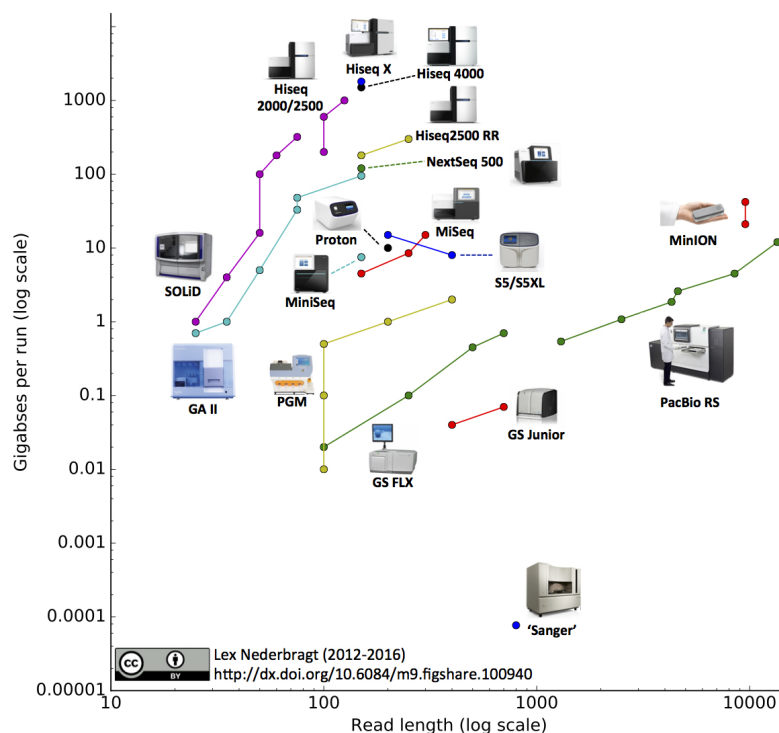 Hiseq X
Hiseq 4000
Hiseq
2000/2500
Hiseq2500 RR
NextSeq 500
MiSeq
Proton
MinION
SOLiD
MiniSeq
S5/S5XL
GA II
PGM
PacBio RS
GS Junior
GS FLX
'Sanger'
Gigabses per run (log scale)
1000
100
10
1
0.1
0.01
0.001
0.0001
0.00001
cc
BY
Lex Nederbragt (2012-2016)
http://dx.doi.org/10.6084/m9.figshare.100940
10
100
1000
10000
Read length (log scale)